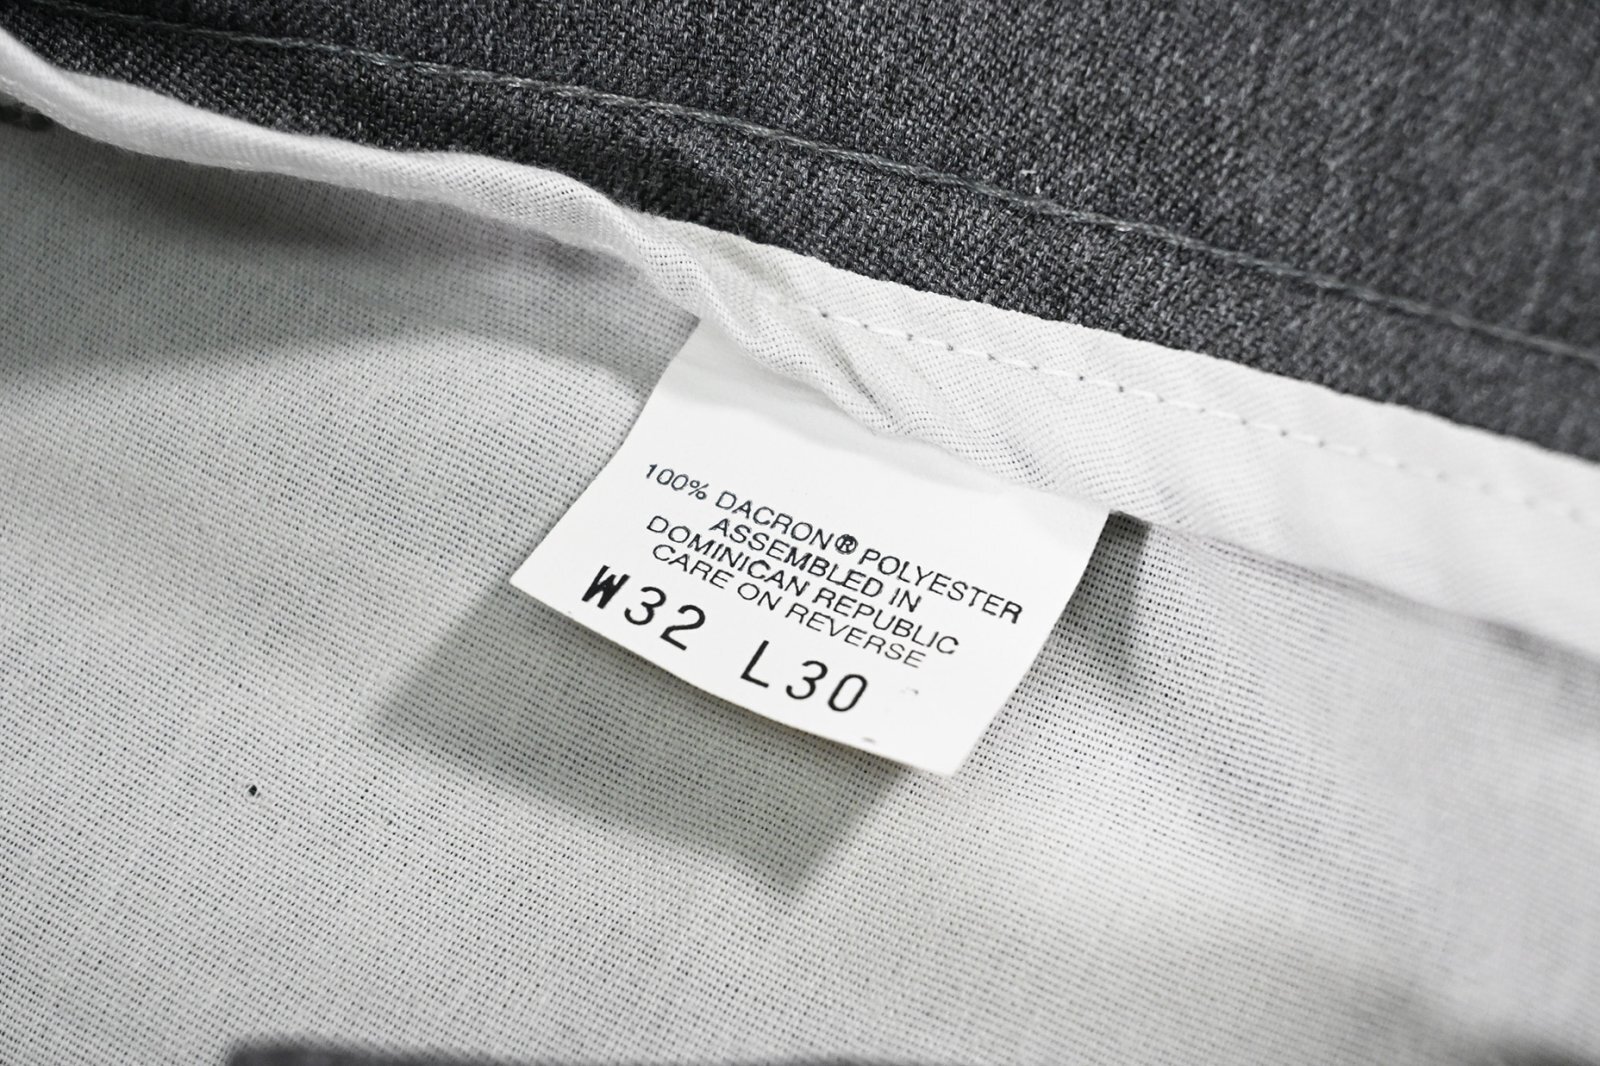 100% DACRON® POLYESTER
ASSEMBLED IN
DOMINICAN REPUBLIC
CARE ON REVERSE
W32 L30